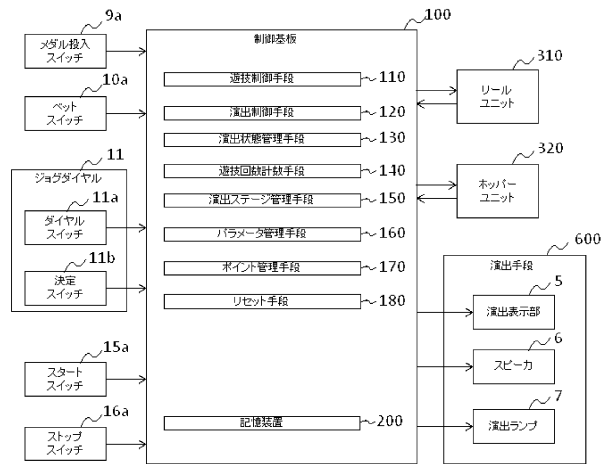 9a
メダル投入
スイッチ
10a
ベット
スイッチ
11
ジョグダイヤル
11a
ダイヤル
スイッチ
11b
決定
スイッチ
15a
スタート
スイッチ
16a
ストップ
スイッチ
100
制御基板
遊技制御手段
110
演出制御手段
120
演出状態管理手段
130
遊技回数計数手段
140
演出ステージ管理手段
150
パラメータ管理手段
160
ポイント管理手段
170
リセット手段
180
記憶装置
200
310
リール
ユニット
320
ホッパー
ユニット
600
演出手段
5
演出表示部
6
スピーカ
7
演出ランプ